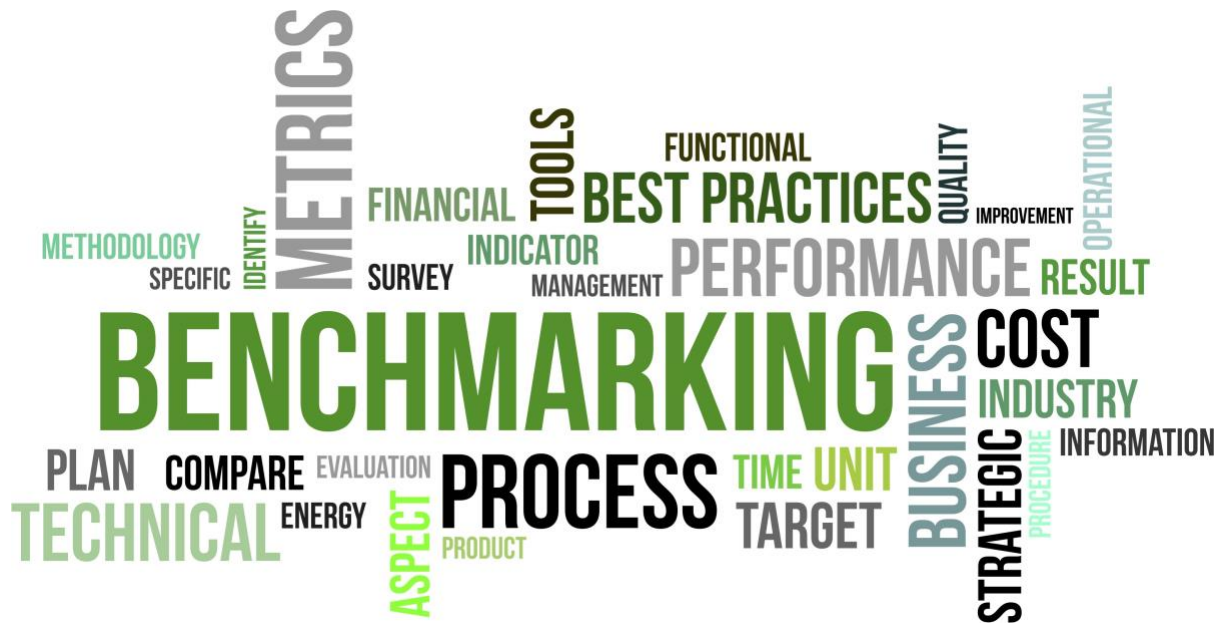 METRICS
TOOLS
FUNCTIONAL
QUALITY
OPERATIONAL
FINANCIAL
BEST PRACTICES
IMPROVEMENT
METHODOLOGY
IDENTIFY
INDICATOR
PERFORMANCE
SPECIFIC
SURVEY
MANAGEMENT
RESULT
BENCHMARKING
BUSINESS
COST
INDUSTRY
STRATEGIC
PROCEDURE
INFORMATION
PLAN
COMPARE
EVALUATION
PROCESS
TIME
UNIT
TECHNICAL
ENERGY
ASPECT
PRODUCT
TARGET